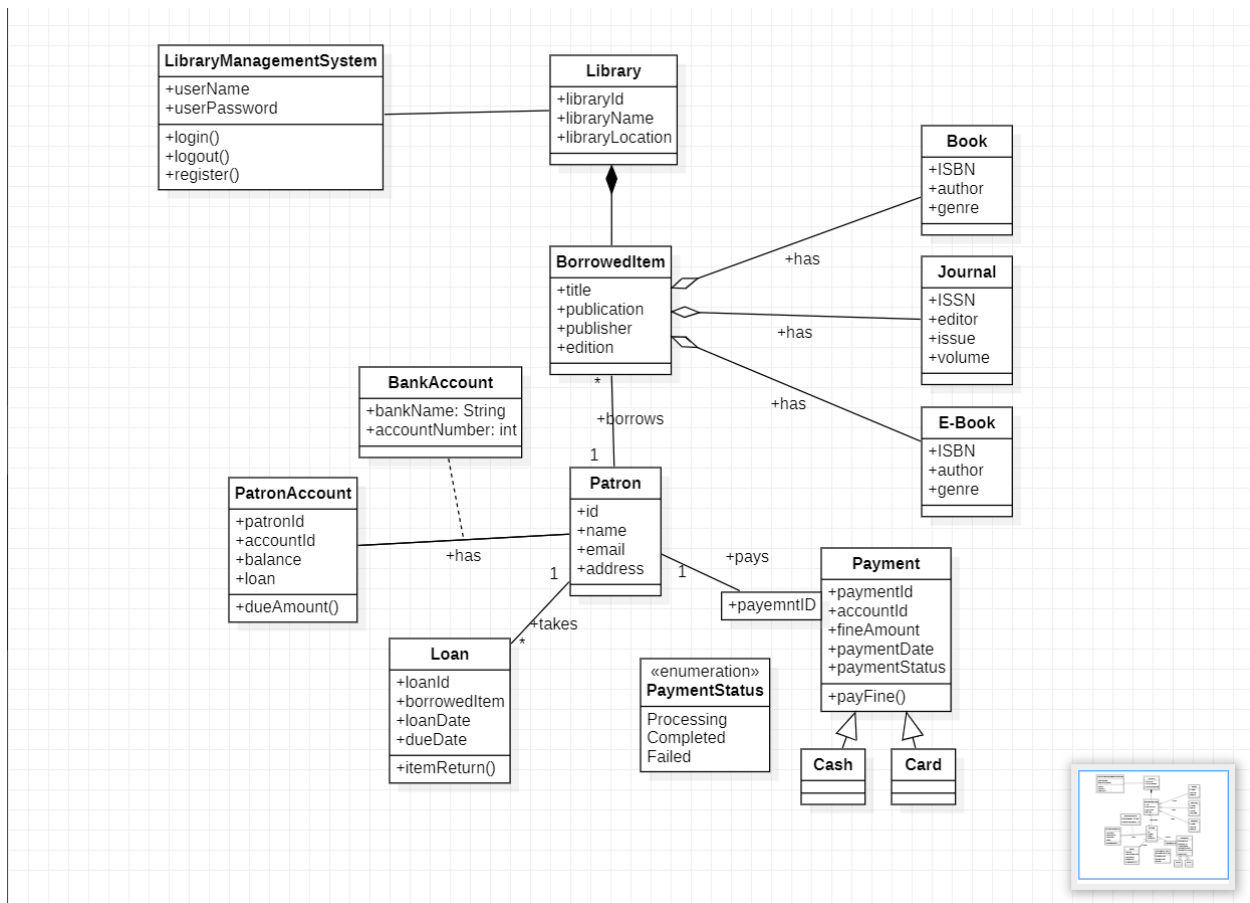 LibraryManagementSystem
+userName
+userPassword
+login()
+logout()
+register()
Library
+libraryId
+libraryName
+libraryLocation
Book
+ISBN
+author
+genre
+has
BorrowedItem
+title
+publication
+publisher
+edition
Journal
+ISSN
+editor
+issue
+volume
+has
+has
*
+borrows
1
E-Book
+ISBN
+author
+genre
BankAccount
+bankName: String
+accountNumber: int
PatronAccount
+patronId
+accountId
+balance
+loan
+dueAmount()
+has
Patron
+id
+name
+email
+address
1
+takes
*
1
+pays
+payemntID
Payment
+paymentId
+accountId
+fineAmount
+paymentDate
+paymentStatus
+payFine()
Loan
+loanId
+borrowedItem
+loanDate
+dueDate
+itemReturn()
«enumeration»
PaymentStatus
Processing
Completed
Failed
Cash
Card